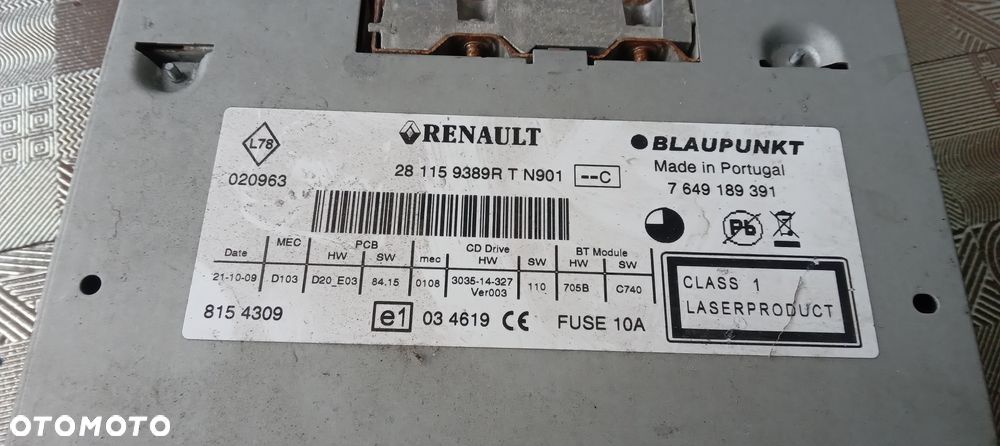 L78
RENAULT
BLAUPUNKT
Made in Portugal
020963
28 115 9389R T N901
--C
7 649 189 391
Pb
MEC PCB CD Drive BT Module
Date HW SW mec HW SW HW SW
21-10-09 D103 D20_E03 84.15 0108 3035-14-327 110 705B C740
Ver003
CLASS 1
LASERPRODUCT
815 4309
e1
03 4619 CE FUSE 10A
OTOMOTO